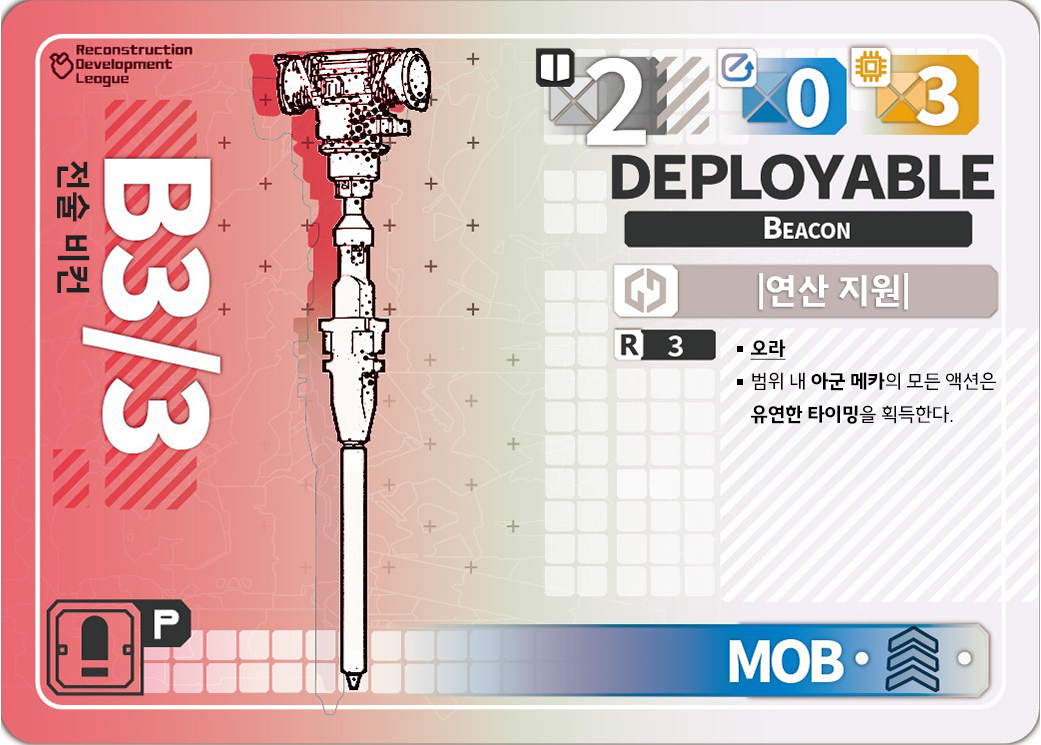 Reconstruction
Development
League
B3/3
전술 비컨
2
0
3
DEPLOYABLE
BEACON
|연산 지원|
R 3
▪ 오라
▪ 범위 내 아군 메카의 모든 액션은
유연한 타이밍을 획득한다.
P
MOB